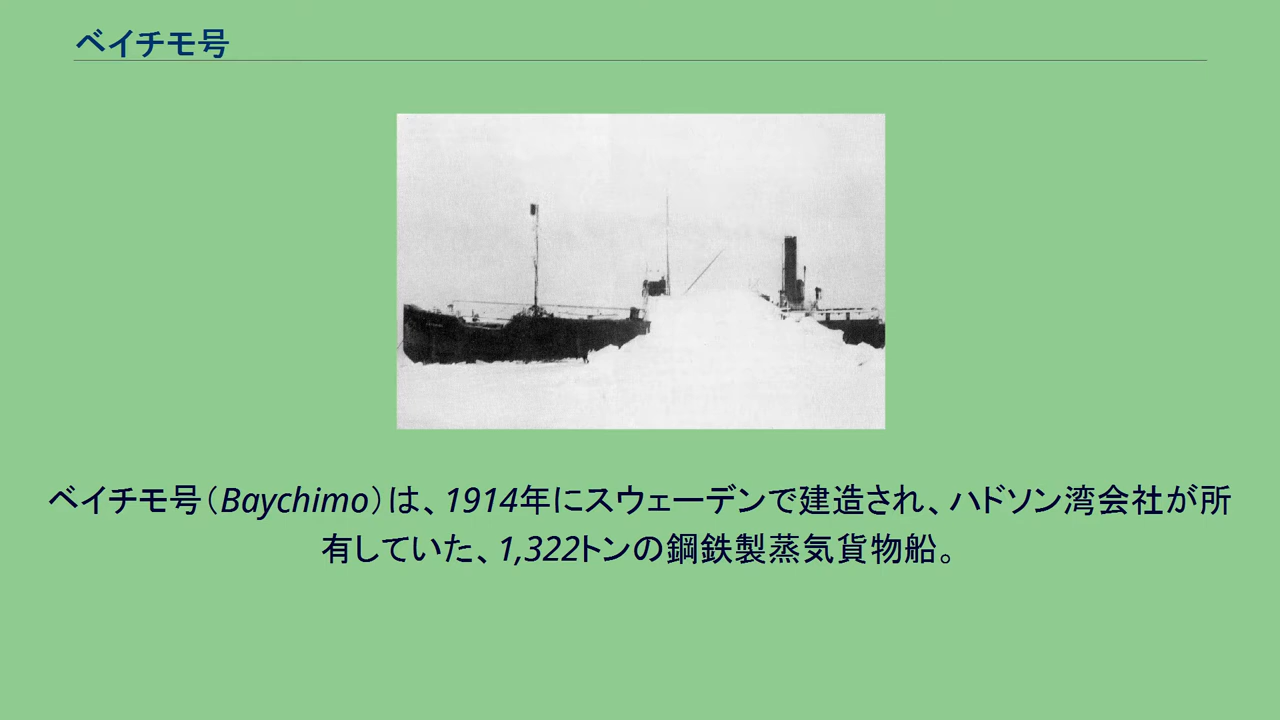 ベイチモ号
ベイチモ号（Baychimo）は、1914年にスウェーデンで建造され、ハドソン湾会社が所
有していた、1,322トンの鋼鉄製蒸気貨物船。